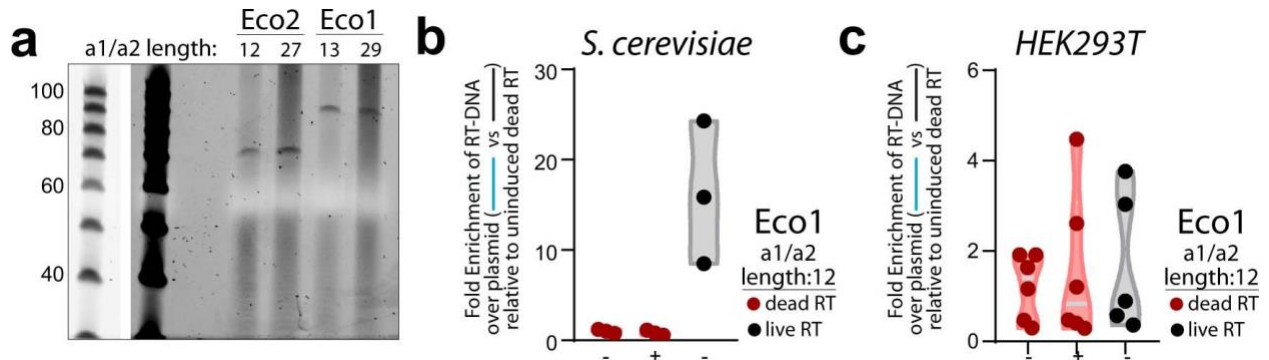 a
Eco2 Eco1
a1/a2 length: 12 27 13 29
100
80
60
40
b
S. cerevisiae
Fold Enrichment of RT-DNA
over plasmid ( vs )
relative to uninduced dead RT
30
20
10
0
- + -
Eco1
a1/a2
length:12
dead RT
live RT
c
HEK293T
Fold Enrichment of RT-DNA
over plasmid ( vs )
relative to uninduced dead RT
6
4
2
0
- + -
Eco1
a1/a2
length:12
dead RT
live RT